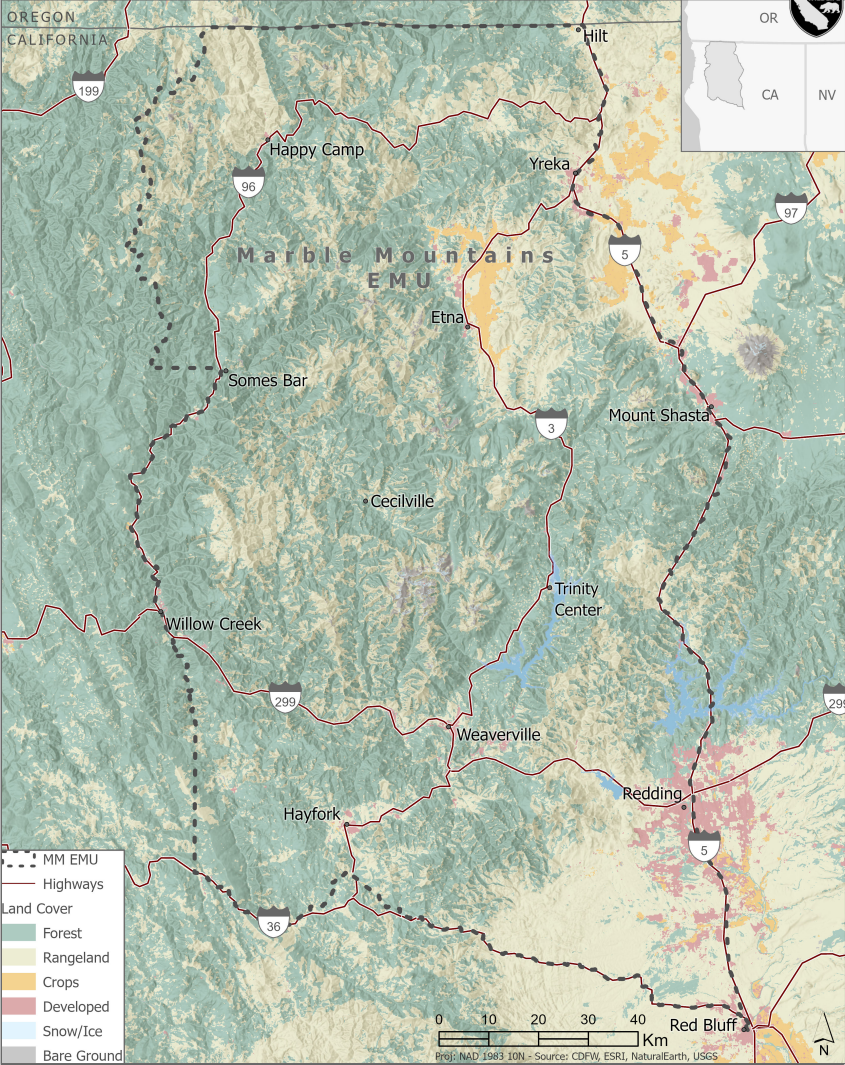 OREGON
CALIFORNIA
OR
CA
NV
Hilt
199
Happy Camp
Yreka
96
97
5
Marble Mountains
EMU
Etna
Somes Bar
Mount Shasta
3
Cecilville
Trinity
Center
Willow Creek
299
299
Weaverville
Redding
Hayfork
5
36
Red Bluff
MM EMU
Highways
Land Cover
Forest
Rangeland
Crops
Developed
Snow/Ice
Bare Ground
0 10 20 30 40
Km
Proj: NAD 1983 10N - Source: CDFW, ESRI, NaturalEarth, USGS
N